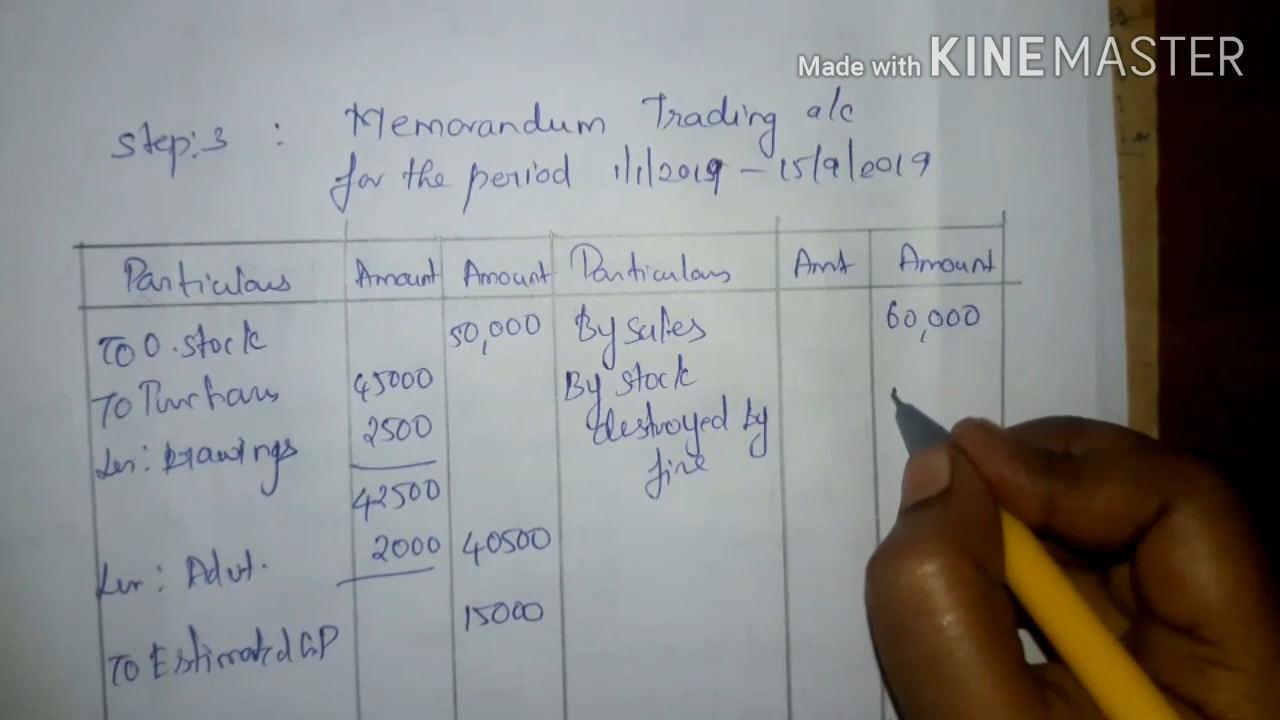 Made with KINEMASTER
Step:3 : Memorandum Trading a/c
for the period 1/1/2019 - 15/9/2019
Particulars Amount Amount Particulars Amt Amount
To O.stock 50,000 By sales 60,000
To Purchases 45000 By stock
Less: Drawings 2500 destroyed by
42500 fire
Less: Advt. 2000 40500
To Estimated GP 15000